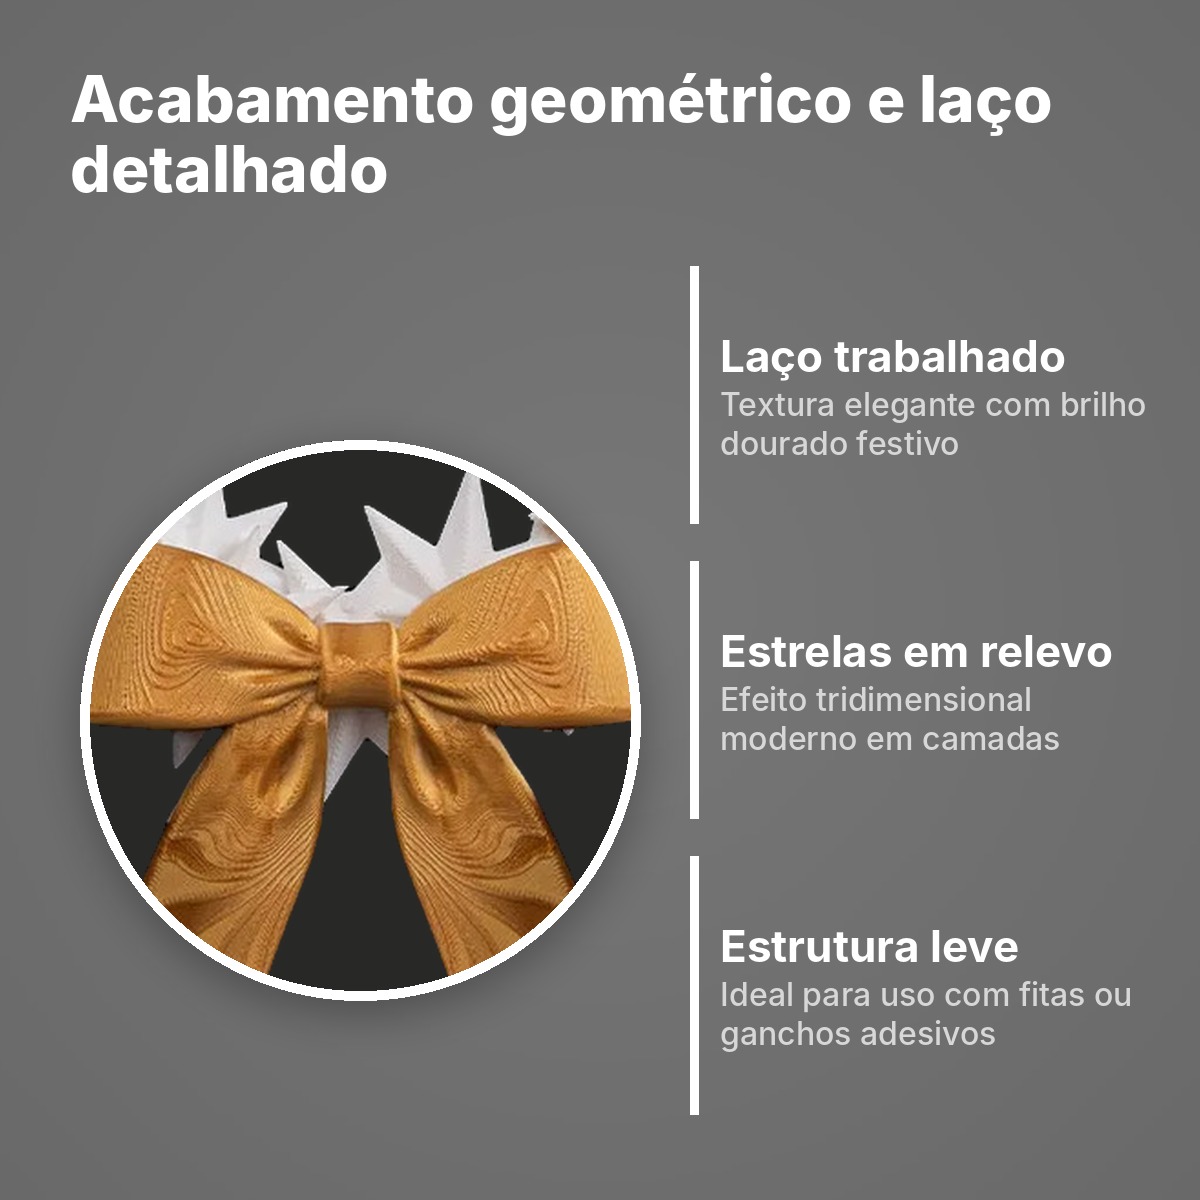 Acabamento geométrico e laço
detalhado
Laço trabalhado
Textura elegante com brilho
dourado festivo
Estrelas em relevo
Efeito tridimensional
moderno em camadas
Estrutura leve
Ideal para uso com fitas ou
ganchos adesivos